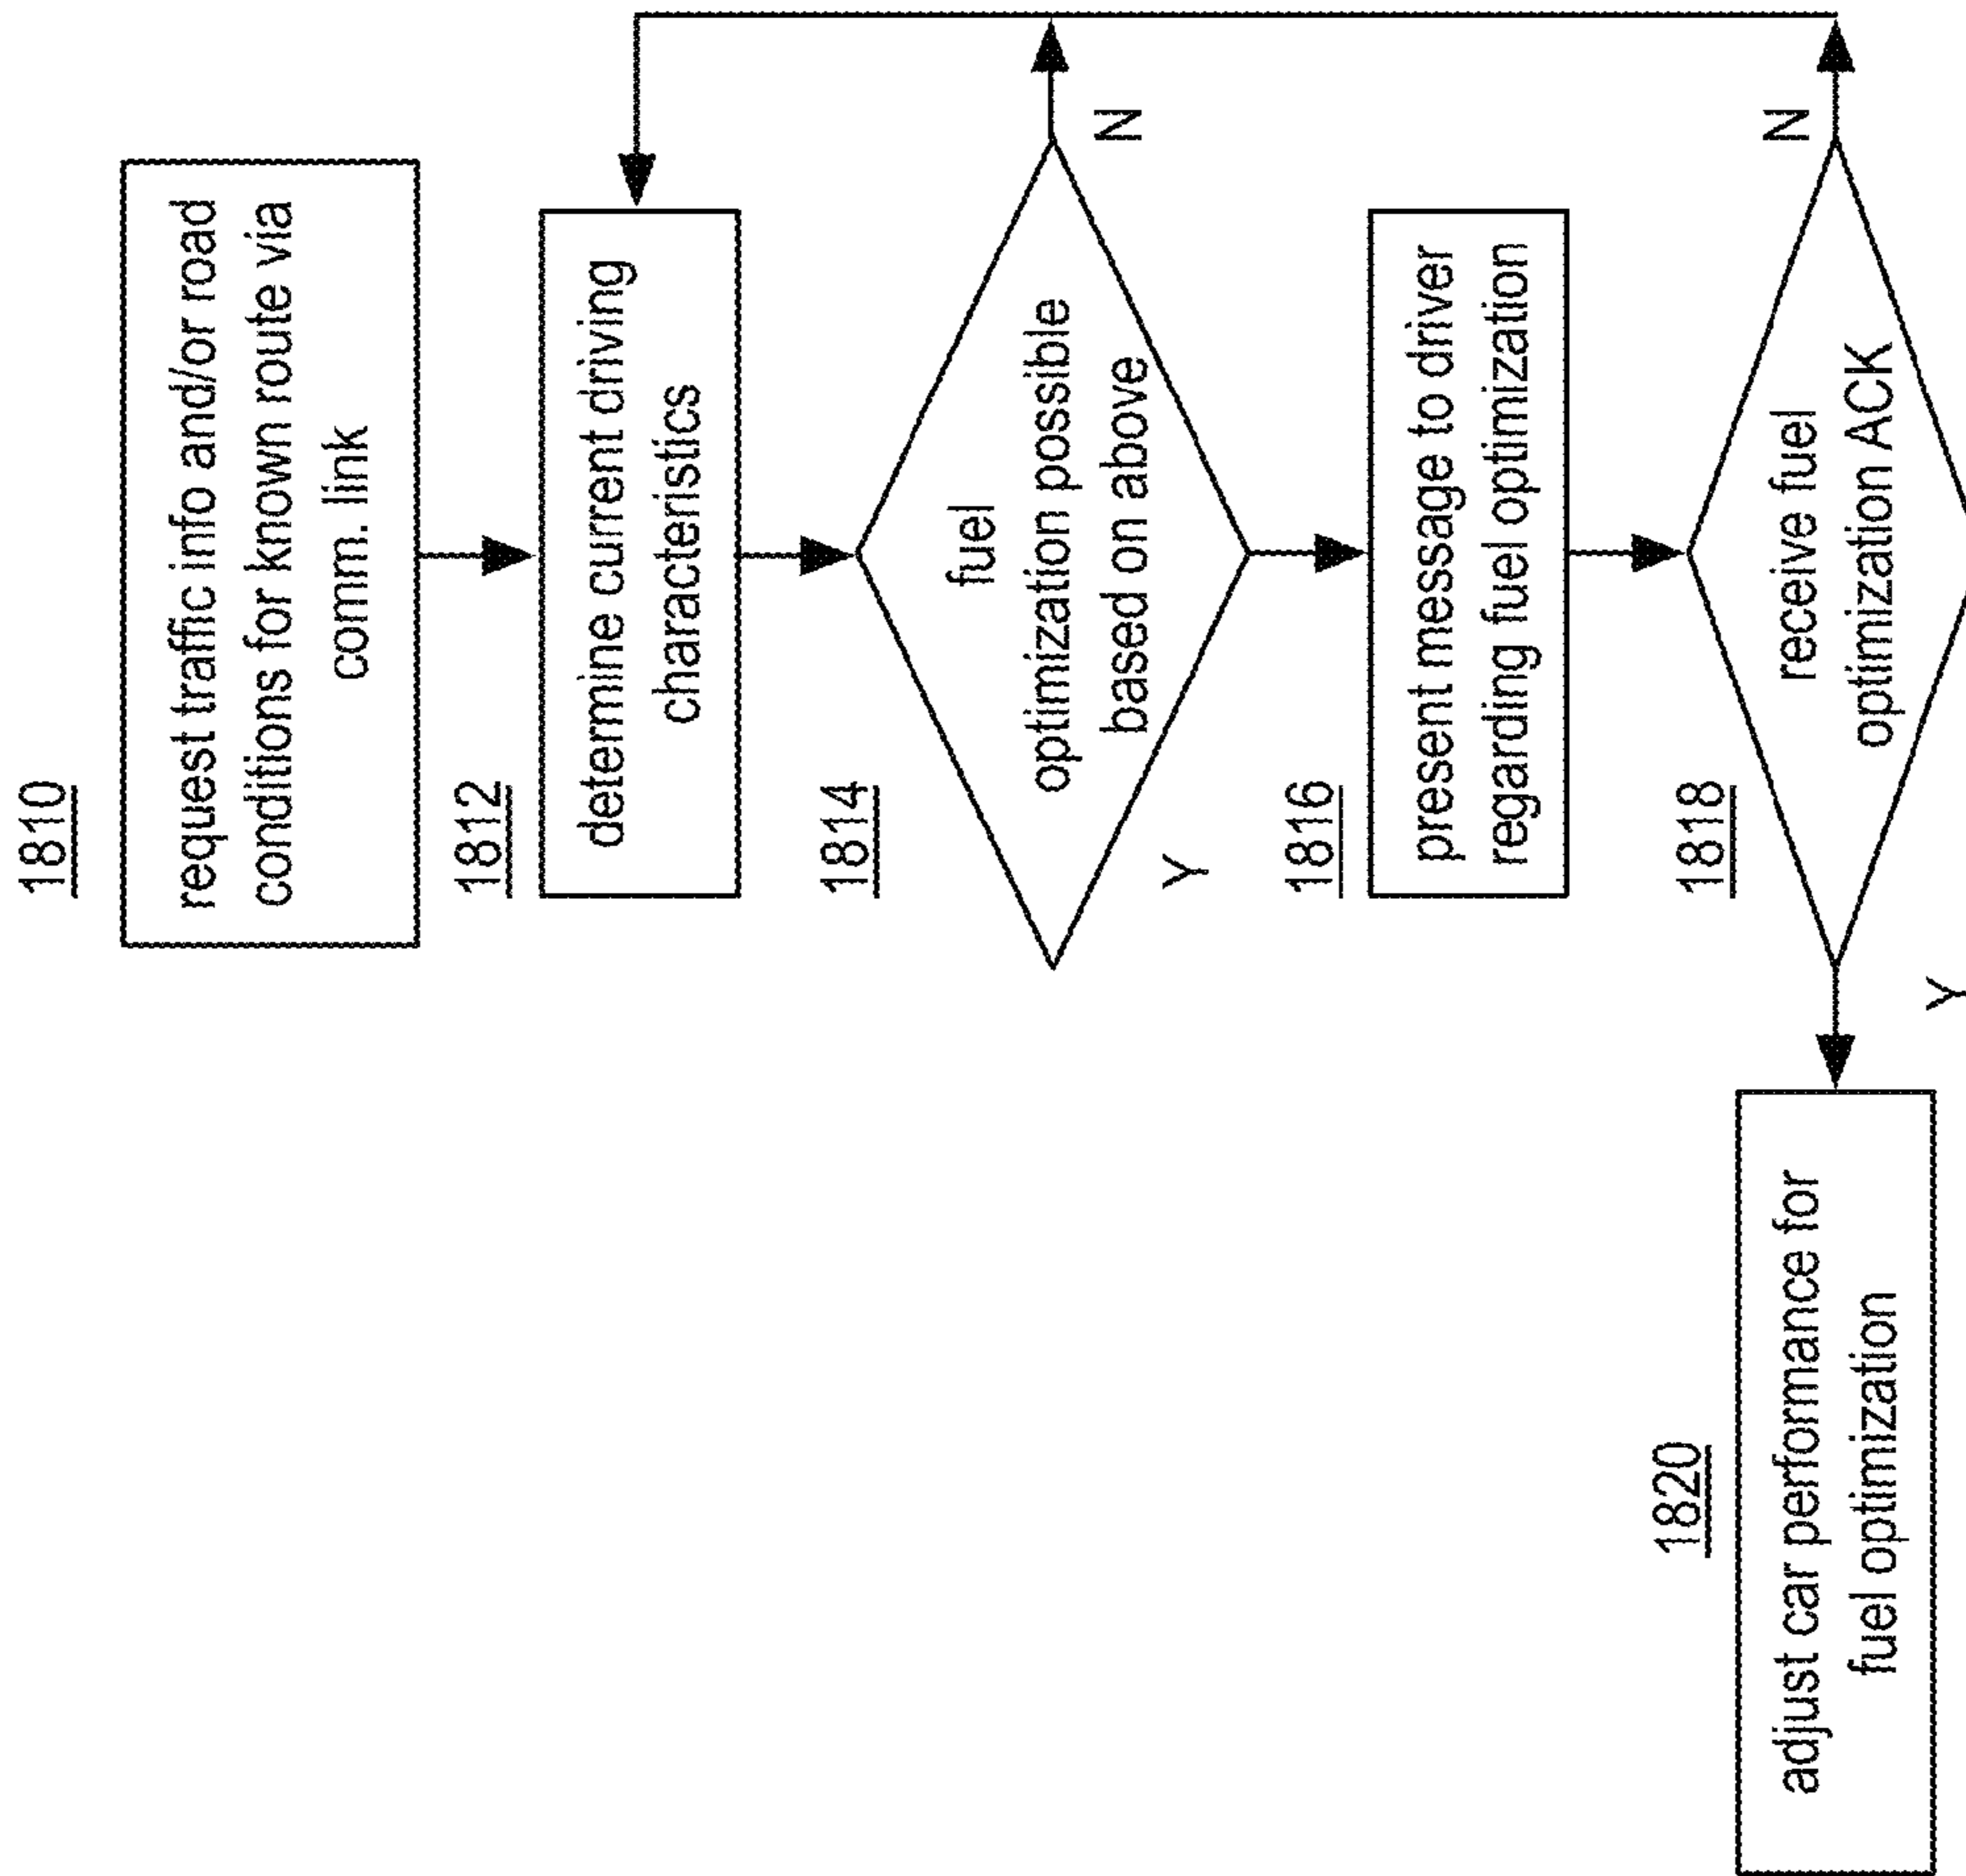 1810
request traffic info and/or road
conditions for known route via
comm. link
1812
determine current driving
characteristics
1814
fuel
optimization possible
based on above
N
Y
1816
present message to driver
regarding fuel optimization
1818
receive fuel
optimization ACK
N
Y
1820
adjust car performance for
fuel optimization